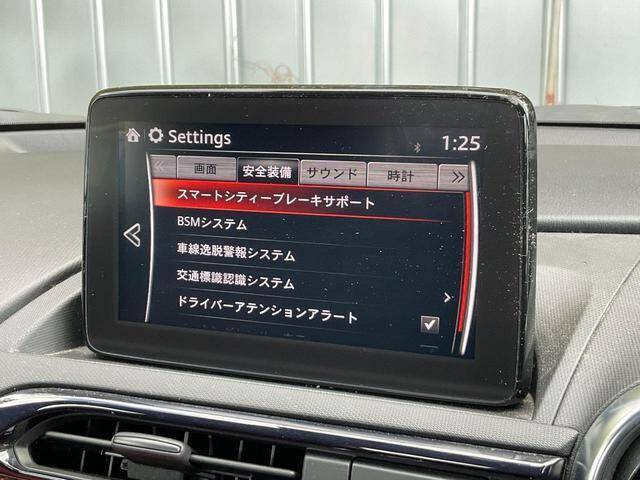 Settings 1:25
画面 安全装備 サウンド 時計
スマートシティーブレーキサポート
BSMシステム
車線逸脱警報システム
交通標識認識システム
ドライバーアテンションアラート